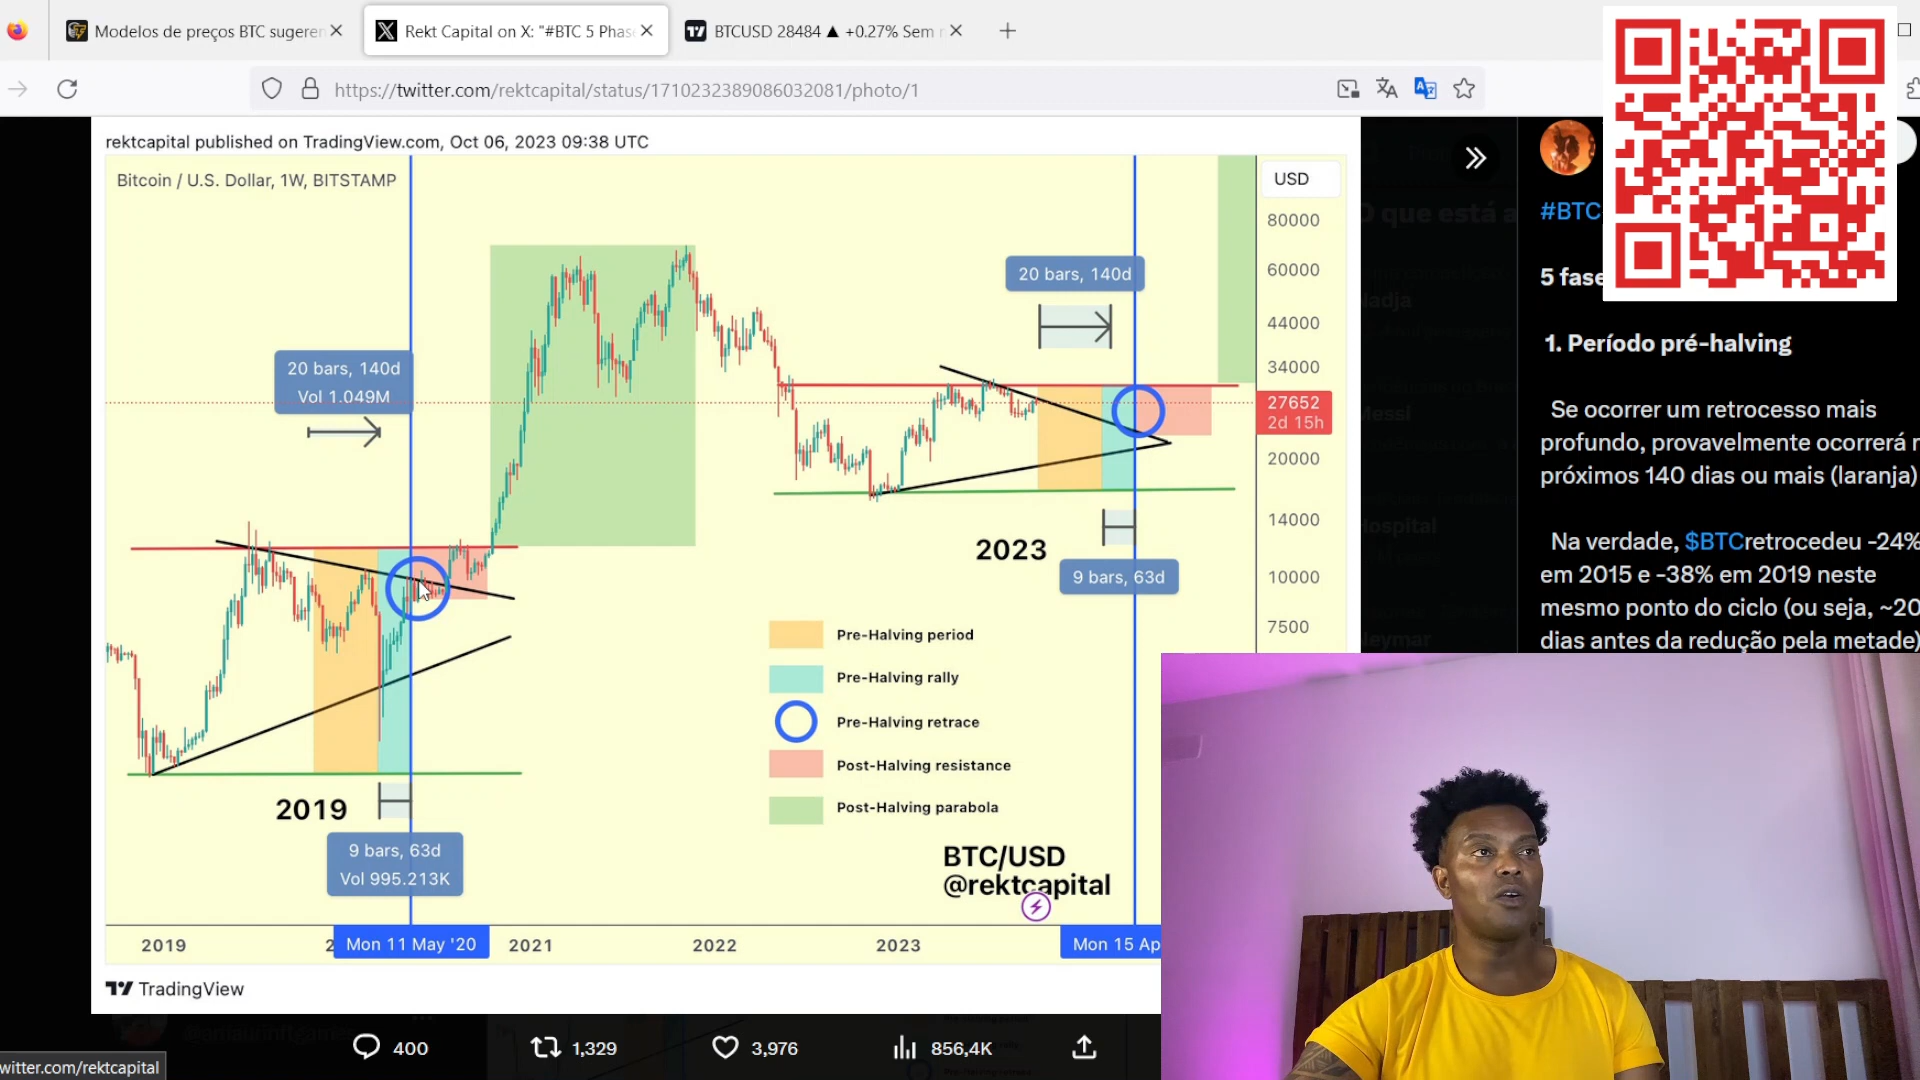 Modelos de preços BTC sugeren
Rekt Capital on X: "#BTC 5 Phas
BTCUSD 28484 ▲ +0.27% Sem n
https://twitter.com/rektcapital/status/1710232389086032081/photo/1
rektcapital published on TradingView.com, Oct 06, 2023 09:38 UTC
Bitcoin / U.S. Dollar, 1W, BITSTAMP
USD
80000
60000
44000
34000
27652
2d 15h
20000
14000
10000
7500
20 bars, 140d
Vol 1.049M
20 bars, 140d
2023
9 bars, 63d
2019
9 bars, 63d
Vol 995.213K
Pre-Halving period
Pre-Halving rally
Pre-Halving retrace
Post-Halving resistance
Post-Halving parabola
BTC/USD
@rektcapital
2019
2
Mon 11 May '20
2021
2022
2023
Mon 15 Ap
TradingView
400
1,329
3,976
856,4K
witter.com/rektcapital
O que está a
Messi
Hospital
Neymar
#BTC
5 fase
1. Período pré-halving
Se ocorrer um retrocesso mais
profundo, provavelmente ocorrerá n
próximos 140 dias ou mais (laranja)
Na verdade, $BTCretrocedeu -24%
em 2015 e -38% em 2019 neste
mesmo ponto do ciclo (ou seja, ~20
dias antes da redução pela metade)